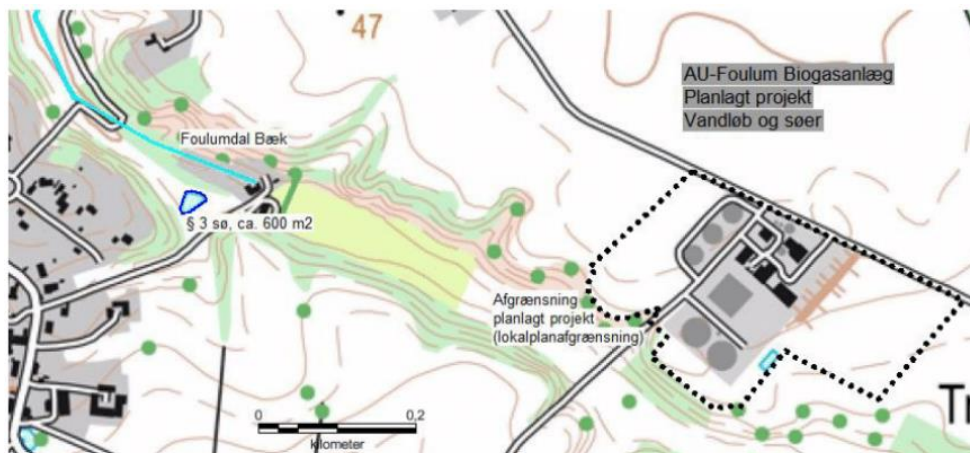 47
AU-Foulum Biogasanlæg
Planlagt projekt
Vandløb og søer
Foulumdal Bæk
§ 3 sø, ca. 600 m2
Afgrænsning
planlagt projekt
(lokalplanafgrænsning)
0
0,2
kilometer